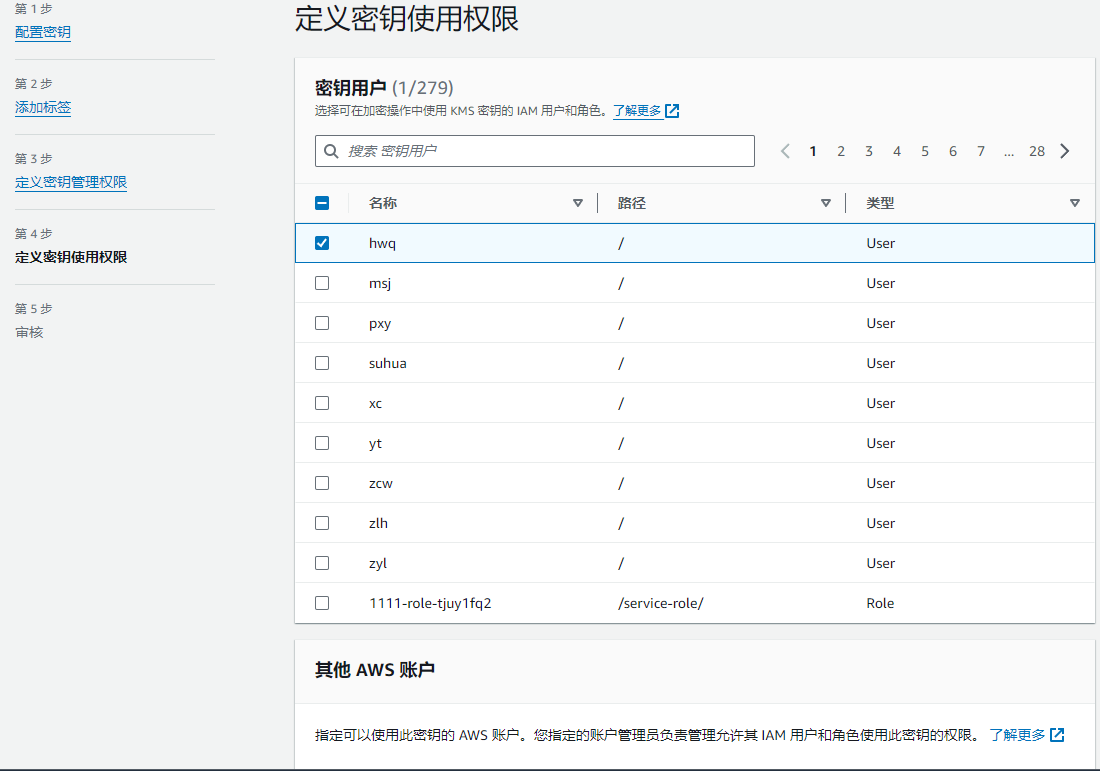 第 1 步
配置密钥
第 2 步
添加标签
第 3 步
定义密钥管理权限
第 4 步
定义密钥使用权限
第 5 步
审核
定义密钥使用权限
密钥用户 (1/279)
选择可在加密操作中使用 KMS 密钥的 IAM 用户和角色。 了解更多
搜索 密钥用户
1 2 3 4 5 6 7 ... 28
名称 路径 类型
hwq / User
msj / User
pxy / User
suhua / User
xc / User
yt / User
zcw / User
zlh / User
zyl / User
1111-role-tjuy1fq2 /service-role/ Role
其他 AWS 账户
指定可以使用此密钥的 AWS 账户。您指定的账户管理员负责管理允许其 IAM 用户和角色使用此密钥的权限。 了解更多